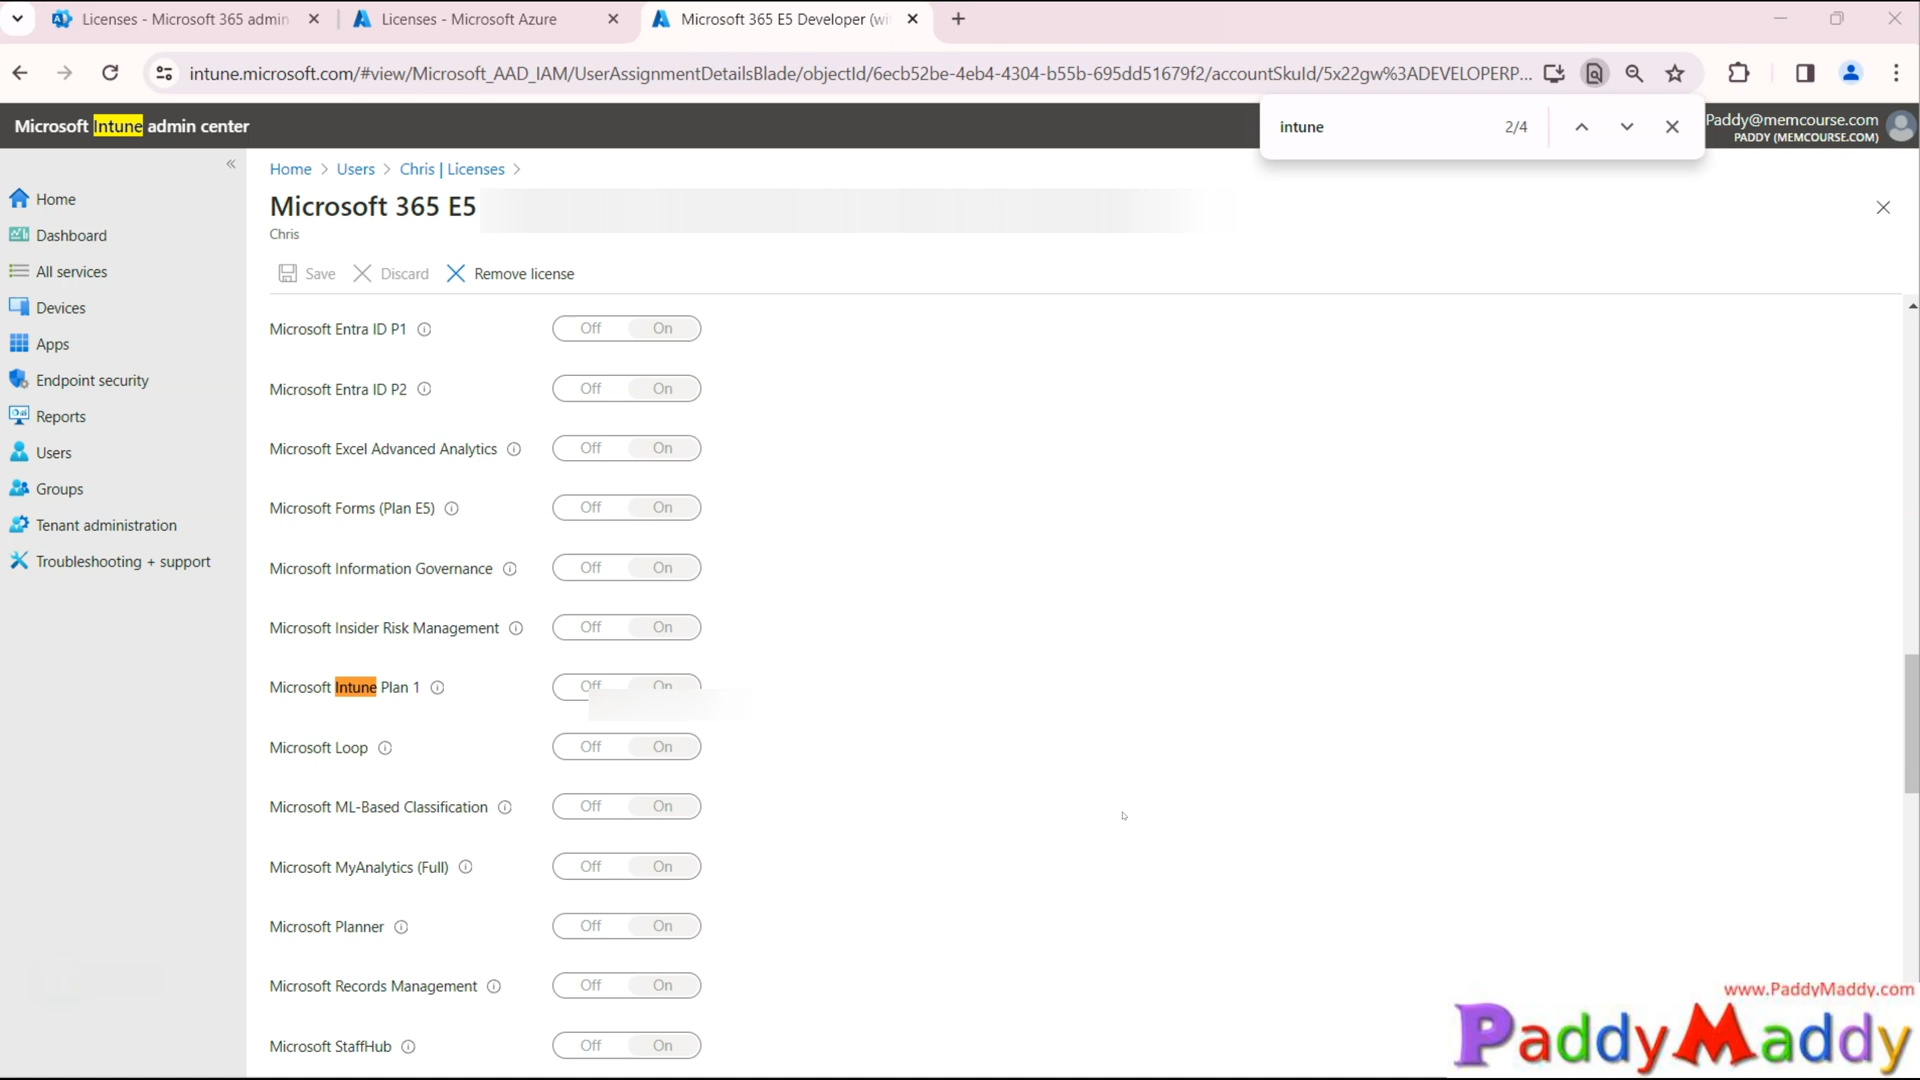 Licenses - Microsoft 365 admin
Licenses - Microsoft Azure
Microsoft 365 E5 Developer (wi
intune.microsoft.com/#view/Microsoft_AAD_IAM/UserAssignmentDetailsBlade/objectId/6ecb52be-4eb4-4304-b55b-695dd51679f2/accountSkuId/5x22gw%3ADEVELOPERP...
Microsoft Intune admin center
intune 2/4
Paddy@memcourse.com
PADDY (MEMCOURSE.COM)
Home
Dashboard
All services
Devices
Apps
Endpoint security
Reports
Users
Groups
Tenant administration
Troubleshooting + support
Home > Users > Chris | Licenses >
Microsoft 365 E5
Chris
Save Discard Remove license
Microsoft Entra ID P1 Off On
Microsoft Entra ID P2 Off On
Microsoft Excel Advanced Analytics Off On
Microsoft Forms (Plan E5) Off On
Microsoft Information Governance Off On
Microsoft Insider Risk Management Off On
Microsoft Intune Plan 1 Off On
Microsoft Loop Off On
Microsoft ML-Based Classification Off On
Microsoft MyAnalytics (Full) Off On
Microsoft Planner Off On
Microsoft Records Management Off On
Microsoft StaffHub Off On
www.PaddyMaddy.com
PaddyMaddy